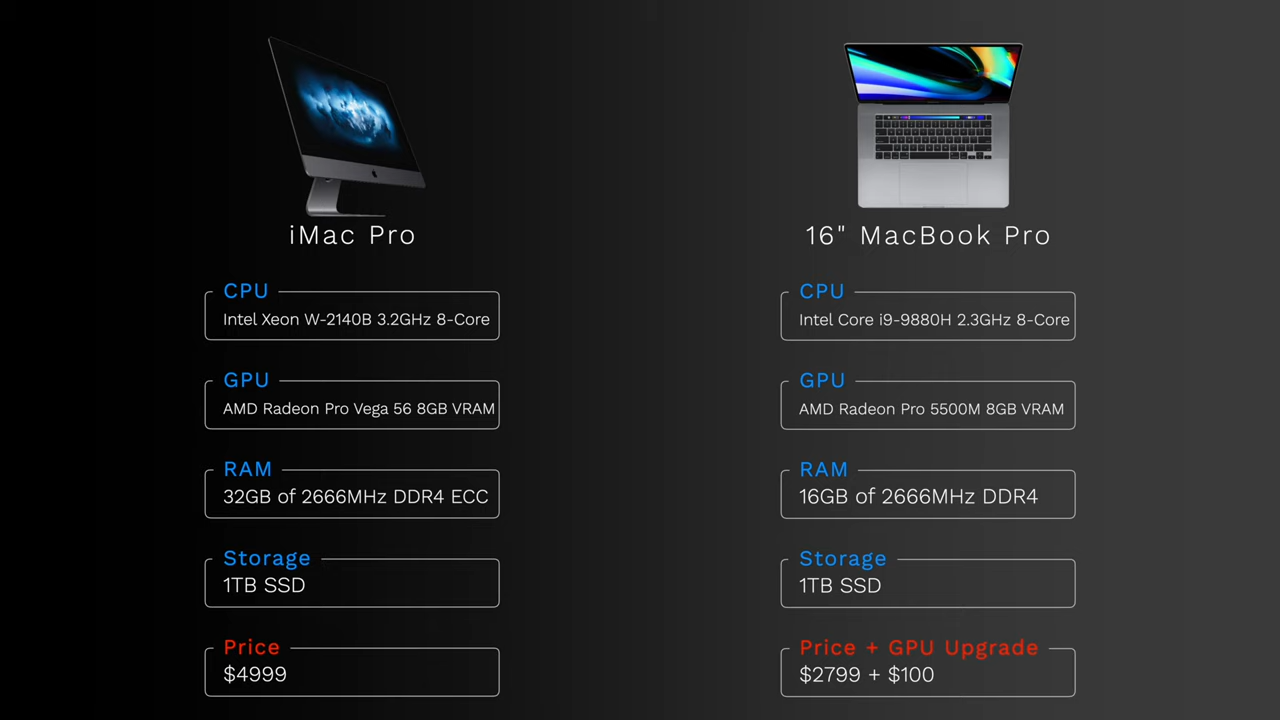 iMac Pro
CPU
Intel Xeon W-2140B 3.2GHz 8-Core
GPU
AMD Radeon Pro Vega 56 8GB VRAM
RAM
32GB of 2666MHz DDR4 ECC
Storage
1TB SSD
Price
$4999
16" MacBook Pro
CPU
Intel Core i9-9880H 2.3GHz 8-Core
GPU
AMD Radeon Pro 5500M 8GB VRAM
RAM
16GB of 2666MHz DDR4
Storage
1TB SSD
Price + GPU Upgrade
$2799 + $100